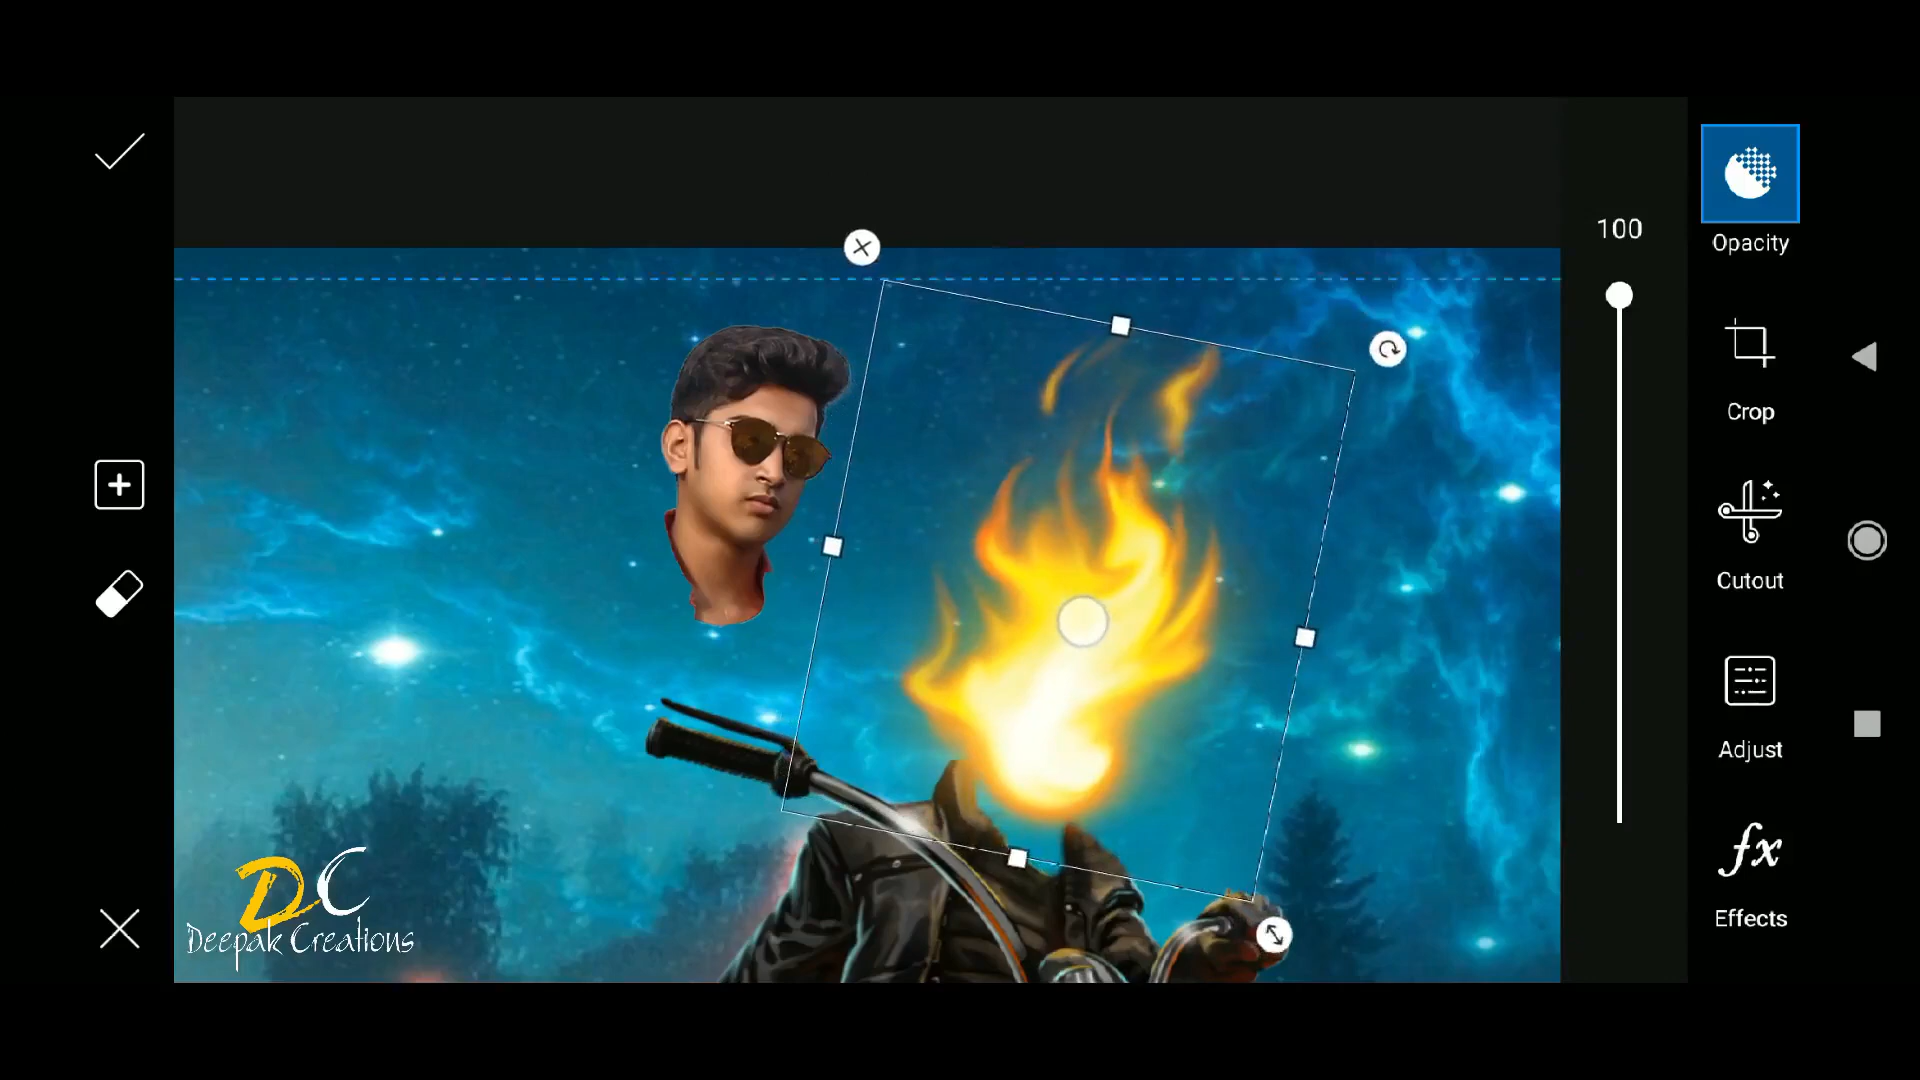 100
Opacity
Crop
Cutout
Adjust
fx
Effects
DC
Deepak Creations